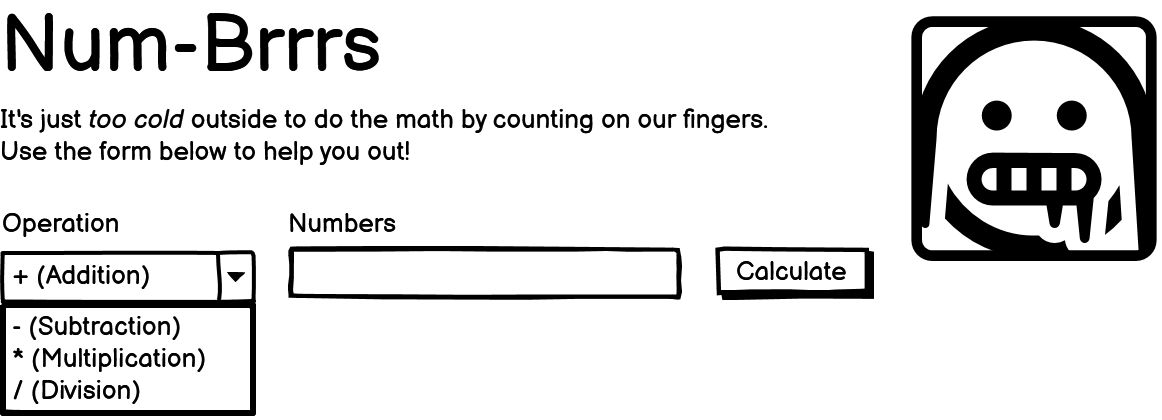 Num-Brrrs
It's just too cold outside to do the math by counting on our fingers.
Use the form below to help you out!
Operation
Numbers
+ (Addition)
Calculate
- (Subtraction)
* (Multiplication)
/ (Division)